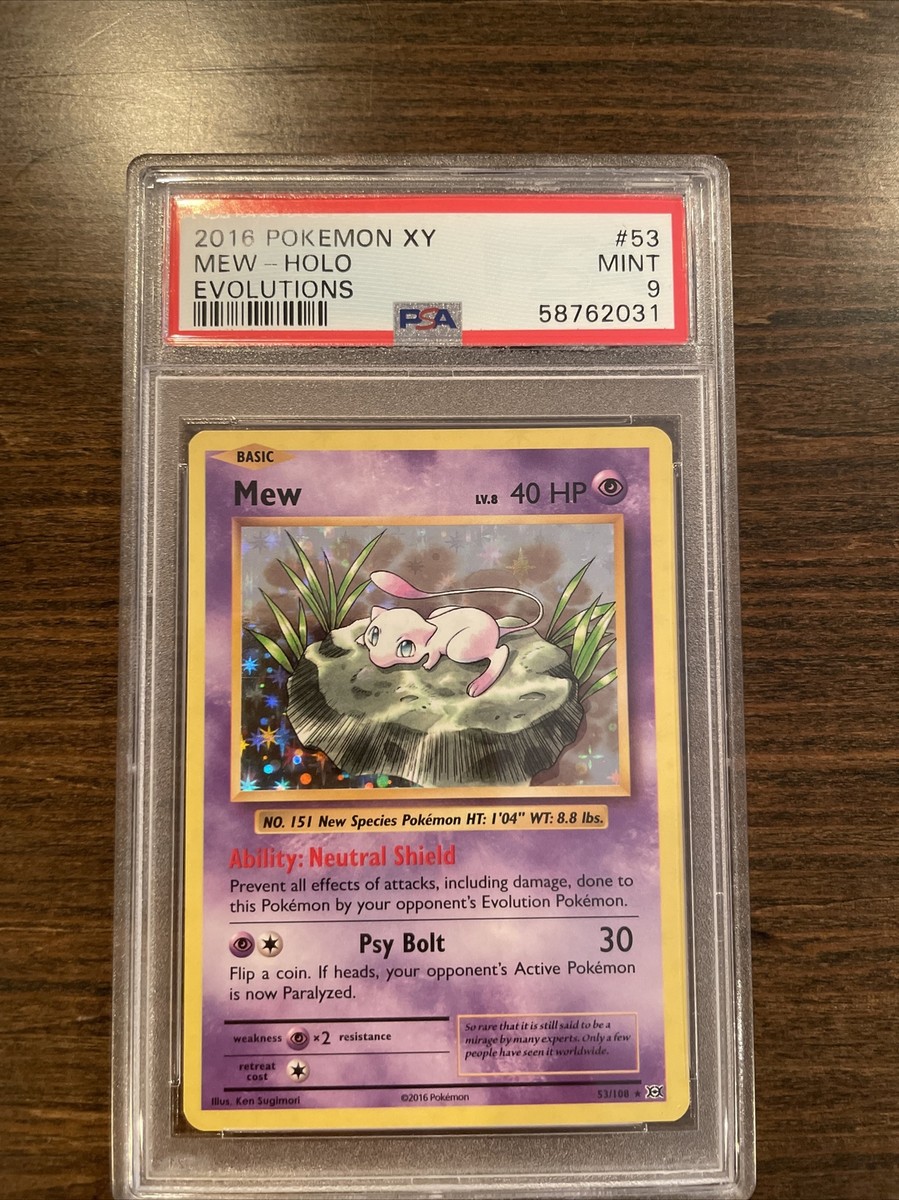 2016 POKEMON XY #53
MEW - HOLO MINT
EVOLUTIONS 9
PSA 58762031
BASIC
Mew LV.8 40 HP
NO. 151 New Species Pokémon HT: 1'04" WT: 8.8 lbs.
Ability: Neutral Shield
Prevent all effects of attacks, including damage, done to
this Pokémon by your opponent's Evolution Pokémon.
Psy Bolt 30
Flip a coin. If heads, your opponent's Active Pokémon
is now Paralyzed.
weakness ×2 resistance
retreat
cost
So rare that it is still said to be a
mirage by many experts. Only a few
people have seen it worldwide.
Illus. Ken Sugimori ©2016 Pokémon 53/108 ★